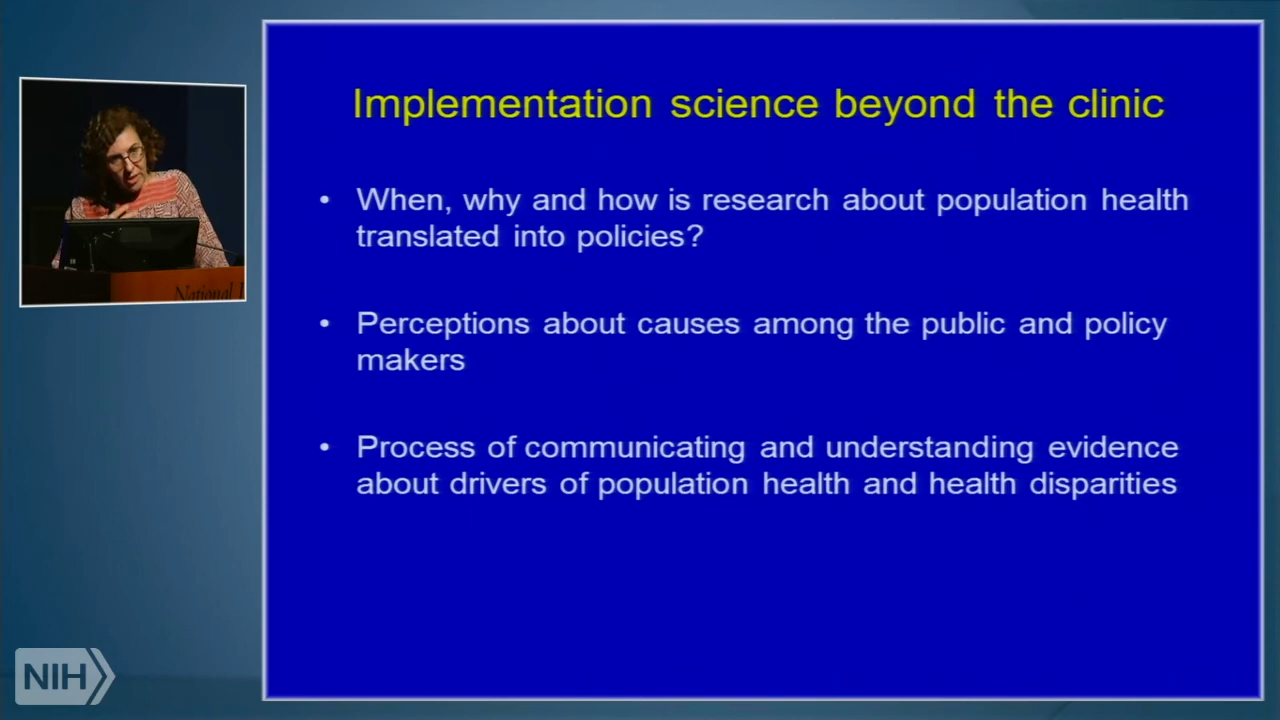 Implementation science beyond the clinic
• When, why and how is research about population health
translated into policies?
• Perceptions about causes among the public and policy
makers
• Process of communicating and understanding evidence
about drivers of population health and health disparities
National
NIH